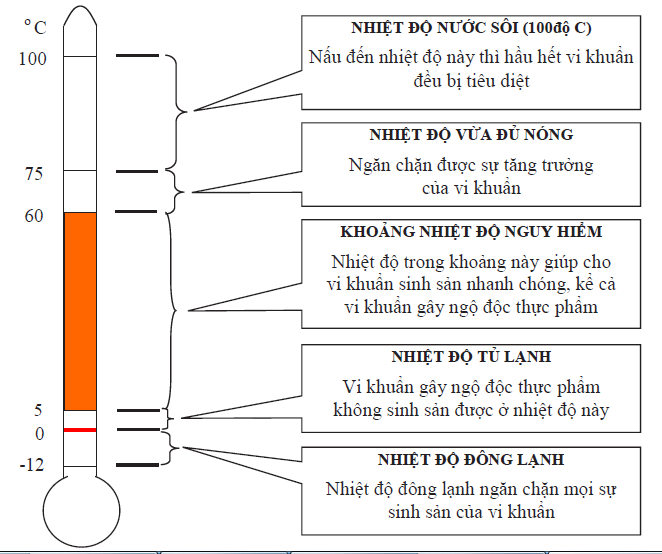 °C
100
75
60
5
0
-12
NHIỆT ĐỘ NƯỚC SÔI (100độ C)
Nấu đến nhiệt độ này thì hầu hết vi khuẩn
đều bị tiêu diệt
NHIỆT ĐỘ VỪA ĐỦ NÓNG
Ngăn chặn được sự tăng trưởng
của vi khuẩn
KHOẢNG NHIỆT ĐỘ NGUY HIỂM
Nhiệt độ trong khoảng này giúp cho
vi khuẩn sinh sản nhanh chóng, kể cả
vi khuẩn gây ngộ độc thực phẩm
NHIỆT ĐỘ TỦ LẠNH
Vi khuẩn gây ngộ độc thực phẩm
không sinh sản được ở nhiệt độ này
NHIỆT ĐỘ ĐÔNG LẠNH
Nhiệt độ đông lạnh ngăn chặn mọi sự
sinh sản của vi khuẩn